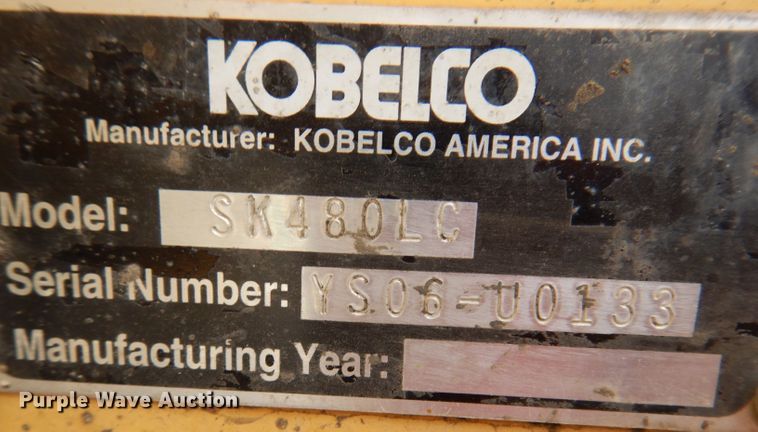 KOBELCO
Manufacturer: KOBELCO AMERICA INC.
Model: SK480LC
Serial Number: YS06-U0133
Manufacturing Year:
Purple Wave Auction